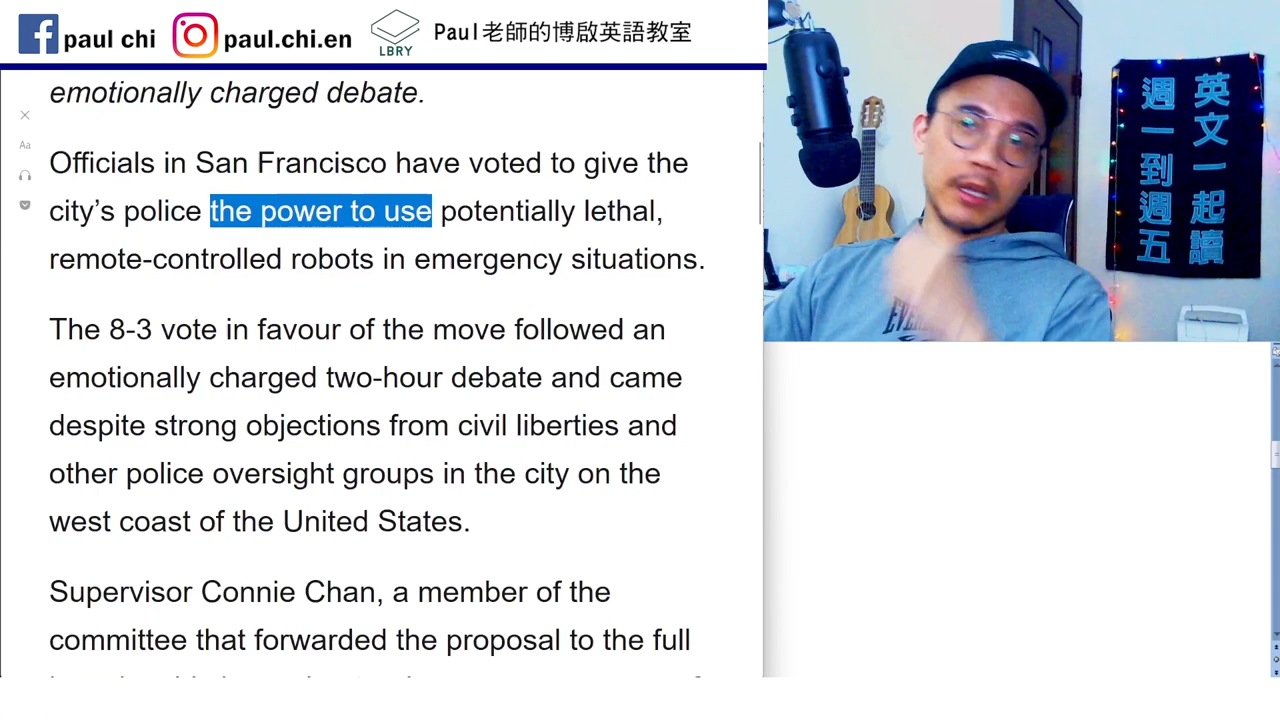 paul chi
paul.chi.en
LBRY
Paul老師的博啟英語教室
emotionally charged debate.
Aa
Officials in San Francisco have voted to give the
city’s police the power to use potentially lethal,
remote-controlled robots in emergency situations.
The 8-3 vote in favour of the move followed an
emotionally charged two-hour debate and came
despite strong objections from civil liberties and
other police oversight groups in the city on the
west coast of the United States.
Supervisor Connie Chan, a member of the
committee that forwarded the proposal to the full
英文一起讀
週一到週五